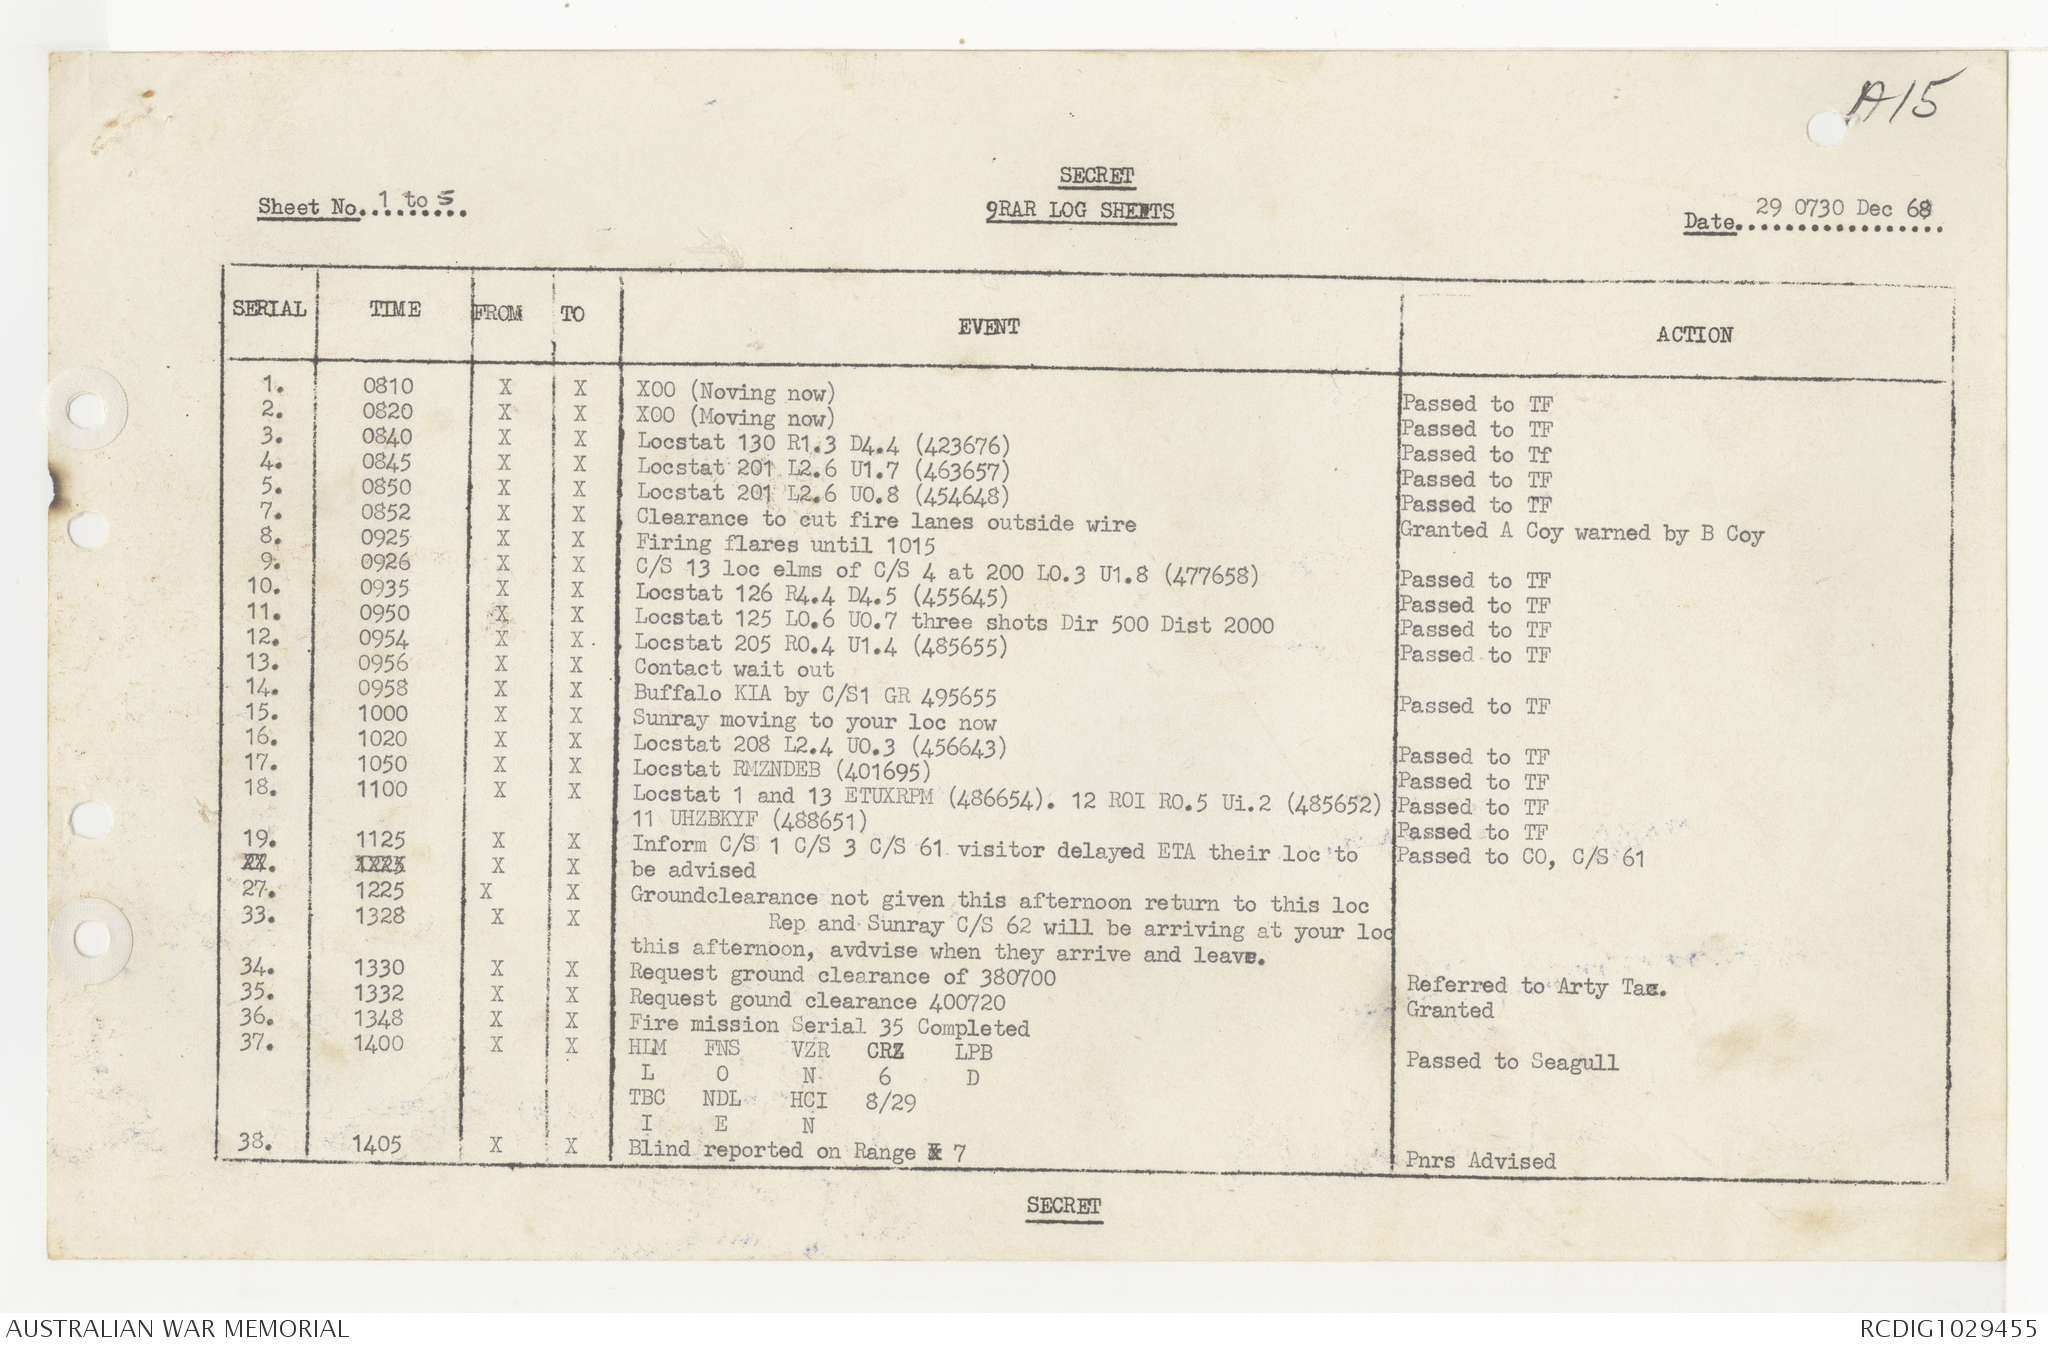 A15
SECRET
Sheet No. 1 to 5
9RAR LOG SHEETS
Date 29 0730 Dec 68
SERIAL TIME FROM TO EVENT ACTION
1. 0810 X X X00 (Noving now) Passed to TF
2. 0820 X X X00 (Moving now) Passed to TF
3. 0840 X X Locstat 130 R1.3 D4.4 (423676) Passed to Tf
4. 0845 X X Locstat 201 L2.6 U1.7 (463657) Passed to TF
5. 0850 X X Locstat 201 L2.6 U0.8 (454648) Passed to TF
7. 0852 X X Clearance to cut fire lanes outside wire Granted A Coy warned by B Coy
8. 0925 X X Firing flares until 1015
9. 0926 X X C/S 13 loc elms of C/S 4 at 200 L0.3 U1.8 (477658) Passed to TF
10. 0935 X X Locstat 126 R4.4 D4.5 (455645) Passed to TF
11. 0950 X X Locstat 125 L0.6 U0.7 three shots Dir 500 Dist 2000 Passed to TF
12. 0954 X X Locstat 205 R0.4 U1.4 (485655) Passed to TF
13. 0956 X X Contact wait out
14. 0958 X X Buffalo KIA by C/S1 GR 495655 Passed to TF
15. 1000 X X Sunray moving to your loc now
16. 1020 X X Locstat 208 L2.4 U0.3 (456643) Passed to TF
17. 1050 X X Locstat RMZNDEB (401695) Passed to TF
18. 1100 X X Locstat 1 and 13 ETUXRPM (486654). 12 ROI R0.5 Ui.2 (485652) Passed to TF
11 UHZBKYF (488651) Passed to TF
19. 1125 X X Inform C/S 1 C/S 3 C/S 61 visitor delayed ETA their loc to Passed to CO, C/S 61
X X be advised
27. 1225 X X Groundclearance not given this afternoon return to this loc
33. 1328 X X Rep and Sunray C/S 62 will be arriving at your loc
this afternoon, avdvise when they arrive and leave.
34. 1330 X X Request ground clearance of 380700 Referred to Arty Tac.
35. 1332 X X Request gound clearance 400720 Granted
36. 1348 X X Fire mission Serial 35 Completed
37. 1400 X X HLM FNS VZR CRZ LPB Passed to Seagull
L O N 6 D
TBC NDL HCI 8/29
I E N
38. 1405 X X Blind reported on Range 7 Pnrs Advised
SECRET
AUSTRALIAN WAR MEMORIAL
RCDIG1029455